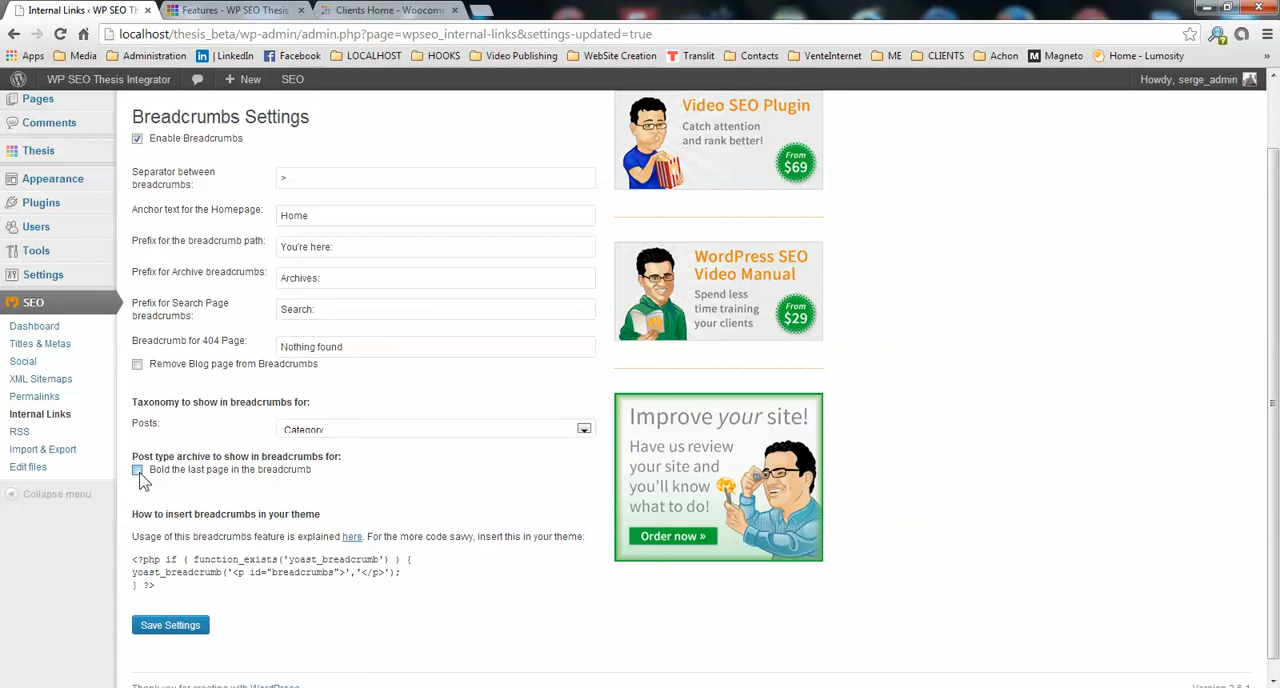 Internal Links ‹ WP SEO Th
Features - WP SEO Thesis
Clients Home - Woocom
localhost/thesis_beta/wp-admin/admin.php?page=wpseo_internal-links&settings-updated=true
Apps Media Administration LinkedIn Facebook LOCALHOST HOOKS Video Publishing WebSite Creation Translit Contacts VenteInternet ME CLIENTS Achon Magneto Home - Lumosity »
WP SEO Thesis Integrator + New SEO Howdy, serge_admin
Pages
Comments
Thesis
Appearance
Plugins
Users
Tools
Settings
SEO
Dashboard
Titles & Metas
Social
XML Sitemaps
Permalinks
Internal Links
RSS
Import & Export
Edit files
Collapse menu
Breadcrumbs Settings
Enable Breadcrumbs
Separator between
breadcrumbs:
>
Anchor text for the Homepage:
Home
Prefix for the breadcrumb path:
You're here:
Prefix for Archive breadcrumbs:
Archives:
Prefix for Search Page
breadcrumbs:
Search:
Breadcrumb for 404 Page:
Nothing found
Remove Blog page from Breadcrumbs
Taxonomy to show in breadcrumbs for:
Posts:
Category
Post type archive to show in breadcrumbs for:
Bold the last page in the breadcrumb
How to insert breadcrumbs in your theme
Usage of this breadcrumbs feature is explained here. For the more code savvy, insert this in your theme:
<?php if ( function_exists('yoast_breadcrumb') ) {
yoast_breadcrumb('<p id="breadcrumbs">','</p>');
} ?>
Save Settings
Video SEO Plugin
Catch attention
and rank better!
From
$69
WordPress SEO
Video Manual
Spend less
time training
your clients
From
$29
Improve your site!
Have us review
your site and
you'll know
what to do!
Order now »
Thank you for creating with WordPress
Version 3.6.1